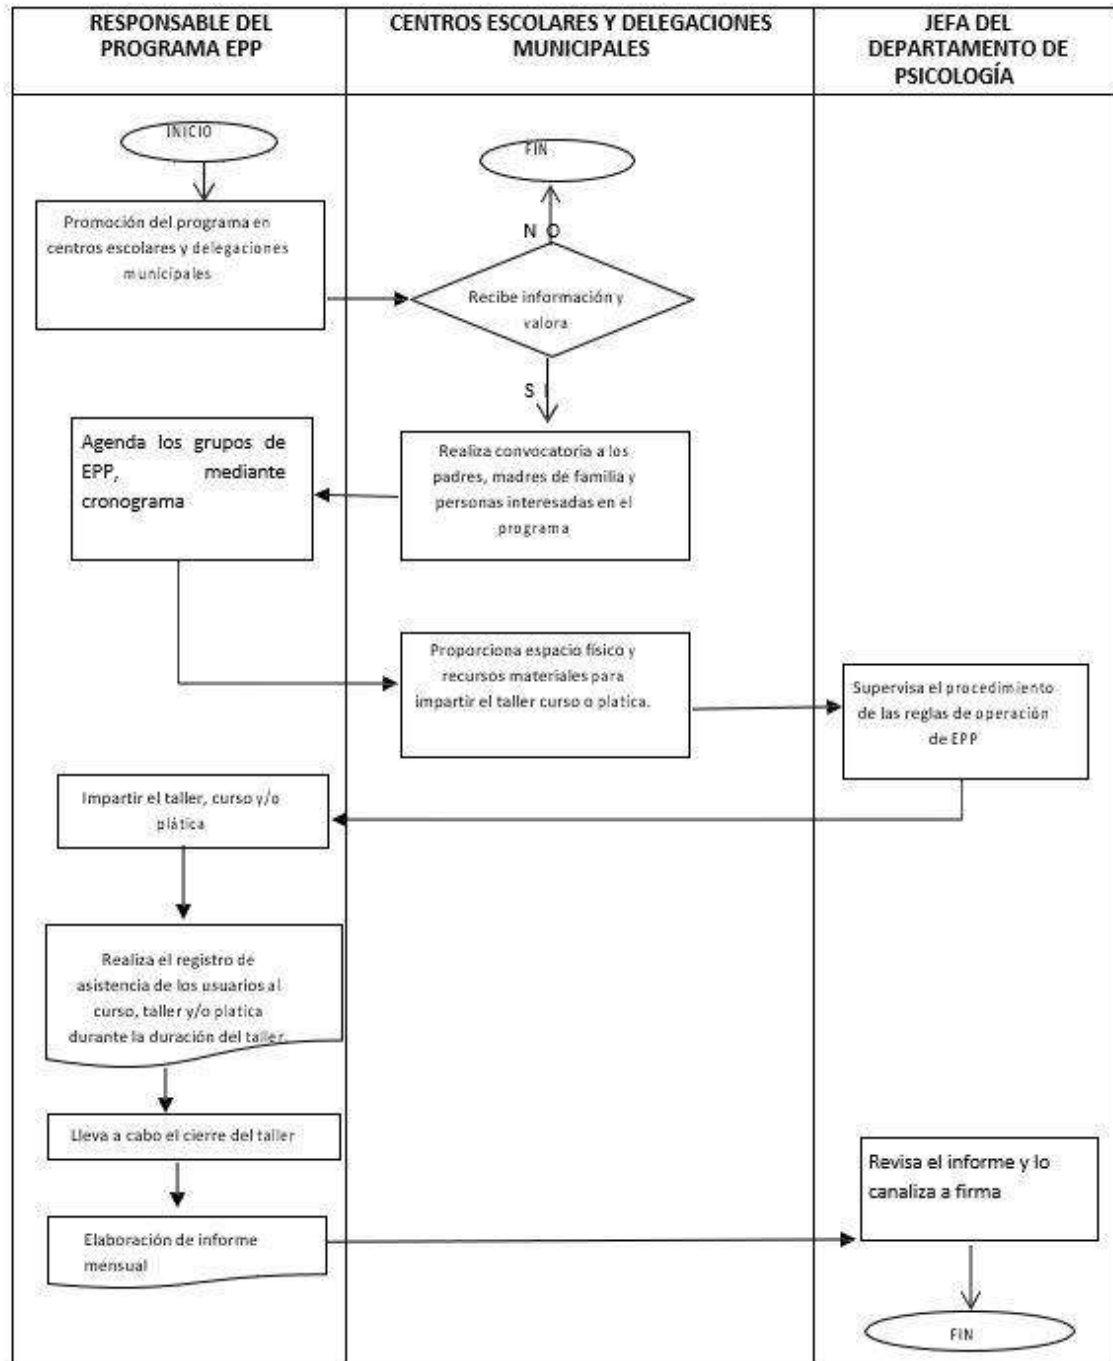 RESPONSABLE DEL
PROGRAMA EPP
CENTROS ESCOLARES Y DELEGACIONES
MUNICIPALES
JEFA DEL
DEPARTAMENTO DE
PSICOLOGÍA
INICIO
FIN
Promoción del programa en
centros escolares y delegaciones
municipales
N O
Recibe información y
valora
S I
Agenda los grupos de
EPP, mediante
cronograma
Realiza convocatoria a los
padres, madres de familia y
personas interesadas en el
programa
Proporciona espacio físico y
recursos materiales para
impartir el taller curso o platica.
Supervisa el procedimiento
de las reglas de operación
de EPP
Impartir el taller, curso y/o
plática
Realiza el registro de
asistencia de los usuarios al
curso, taller y/o platica
durante la duración del taller.
Lleva a cabo el cierre del taller
Revisa el informe y lo
canaliza a firma
Elaboración de informe
mensual
FIN